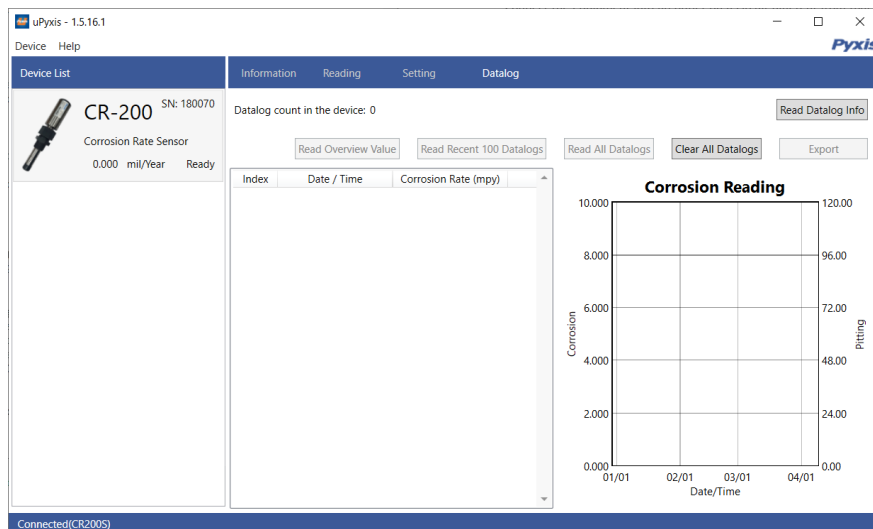 uPyxis - 1.5.16.1
Device Help
Pyxis
Device List
Information Reading Setting Datalog
CR-200 SN: 180070
Corrosion Rate Sensor
0.000 mil/Year Ready
Datalog count in the device: 0
Read Datalog Info
Read Overview Value Read Recent 100 Datalogs Read All Datalogs Clear All Datalogs Export
Index Date / Time Corrosion Rate (mpy)
Corrosion Reading
10.000 120.00
8.000 96.00
6.000 72.00
Corrosion Pitting
4.000 48.00
2.000 24.00
0.000 0.00
01/01 02/01 03/01 04/01
Date/Time
Connected(CR200S)